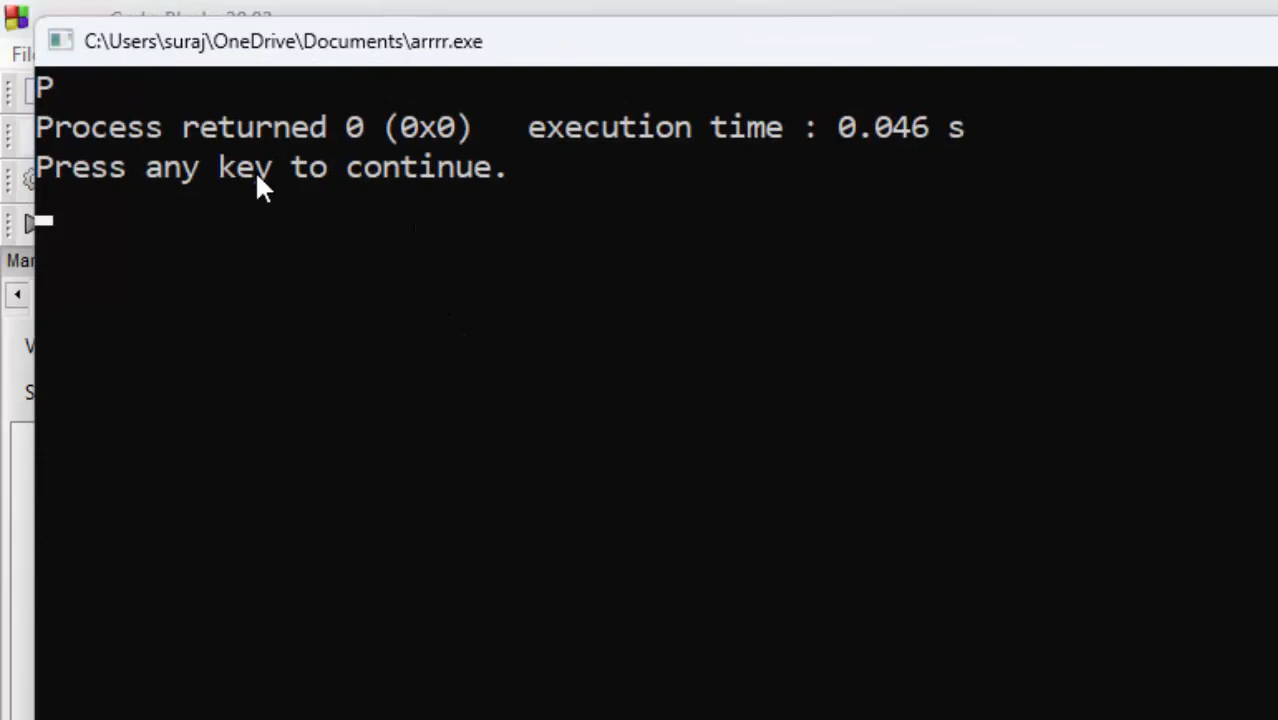 C:\Users\suraj\OneDrive\Documents\arrrr.exe
P
Process returned 0 (0x0)   execution time : 0.046 s
Press any key to continue.